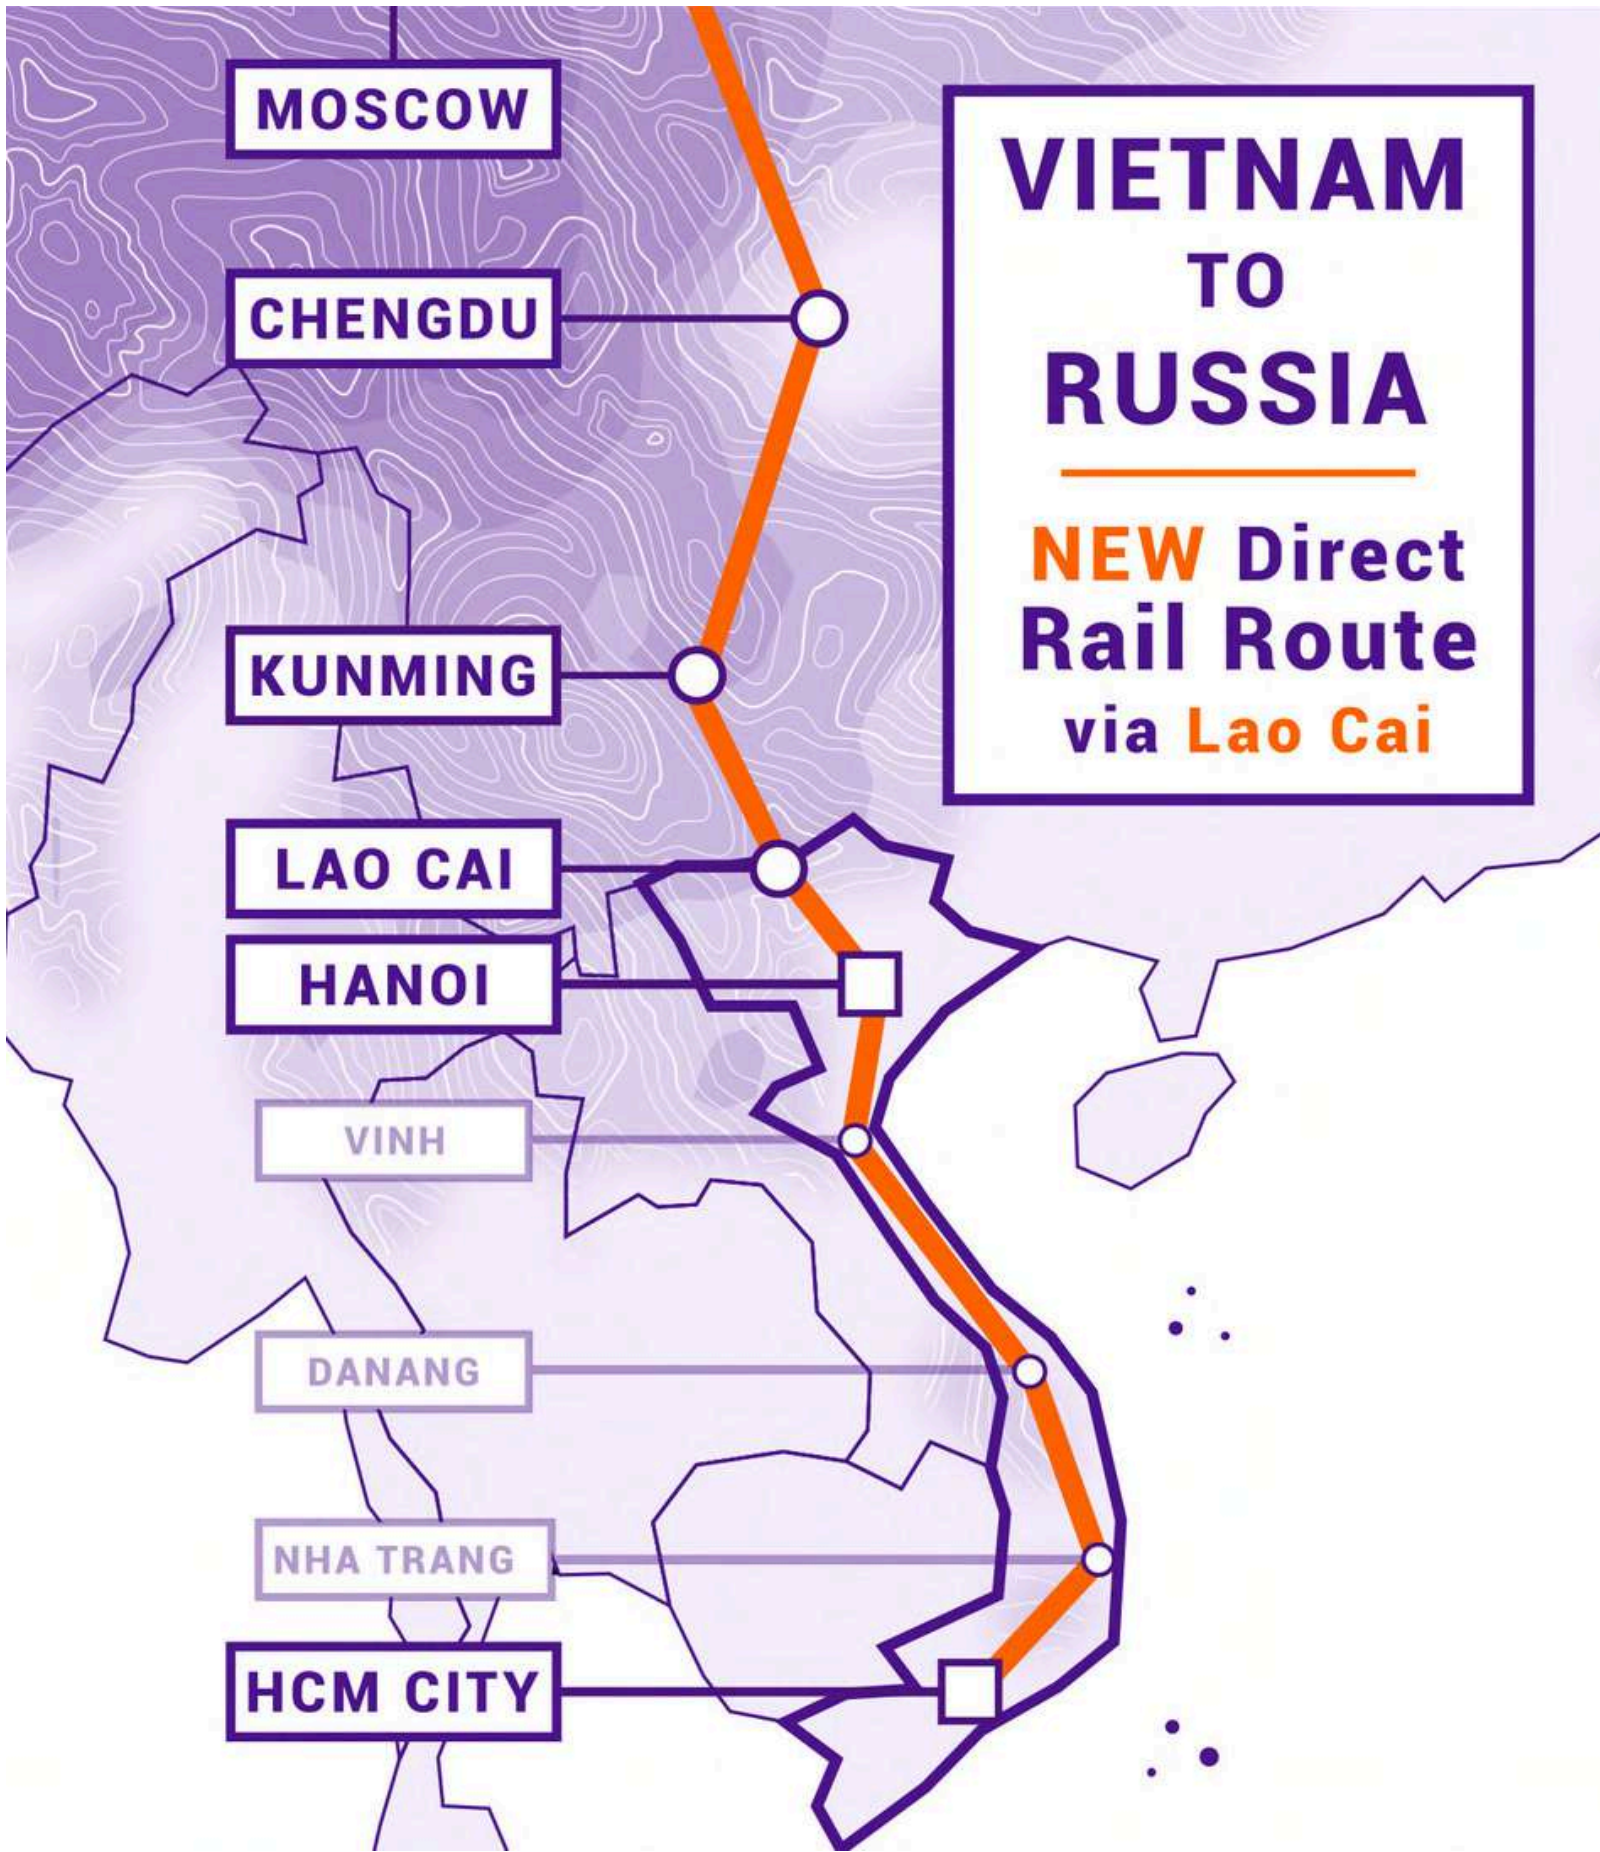 MOSCOW
CHENGDU
KUNMING
LAO CAI
HANOI
VINH
DANANG
NHA TRANG
HCM CITY
VIETNAM
TO
RUSSIA
NEW Direct
Rail Route
via Lao Cai